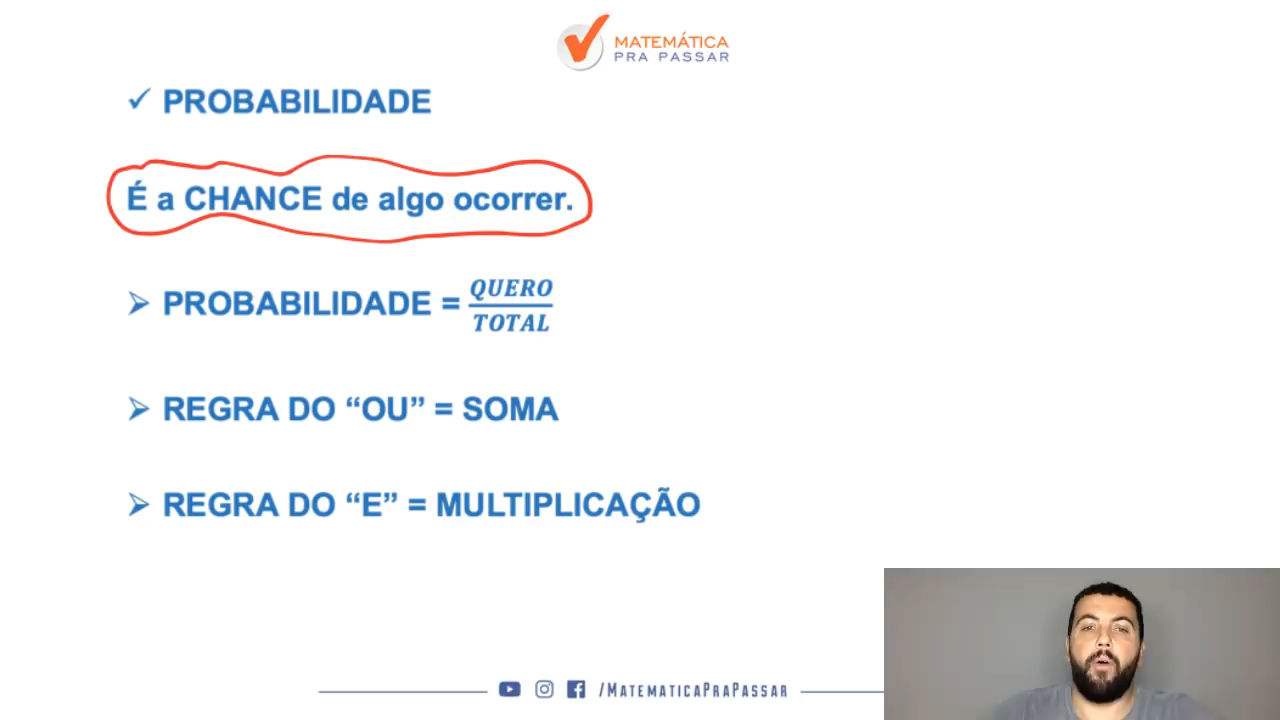 MATEMÁTICA
PRA PASSAR
PROBABILIDADE
É a CHANCE de algo ocorrer.
PROBABILIDADE = QUERO/TOTAL
REGRA DO “OU” = SOMA
REGRA DO “E” = MULTIPLICAÇÃO
/MATEMATICAPRAPASSAR